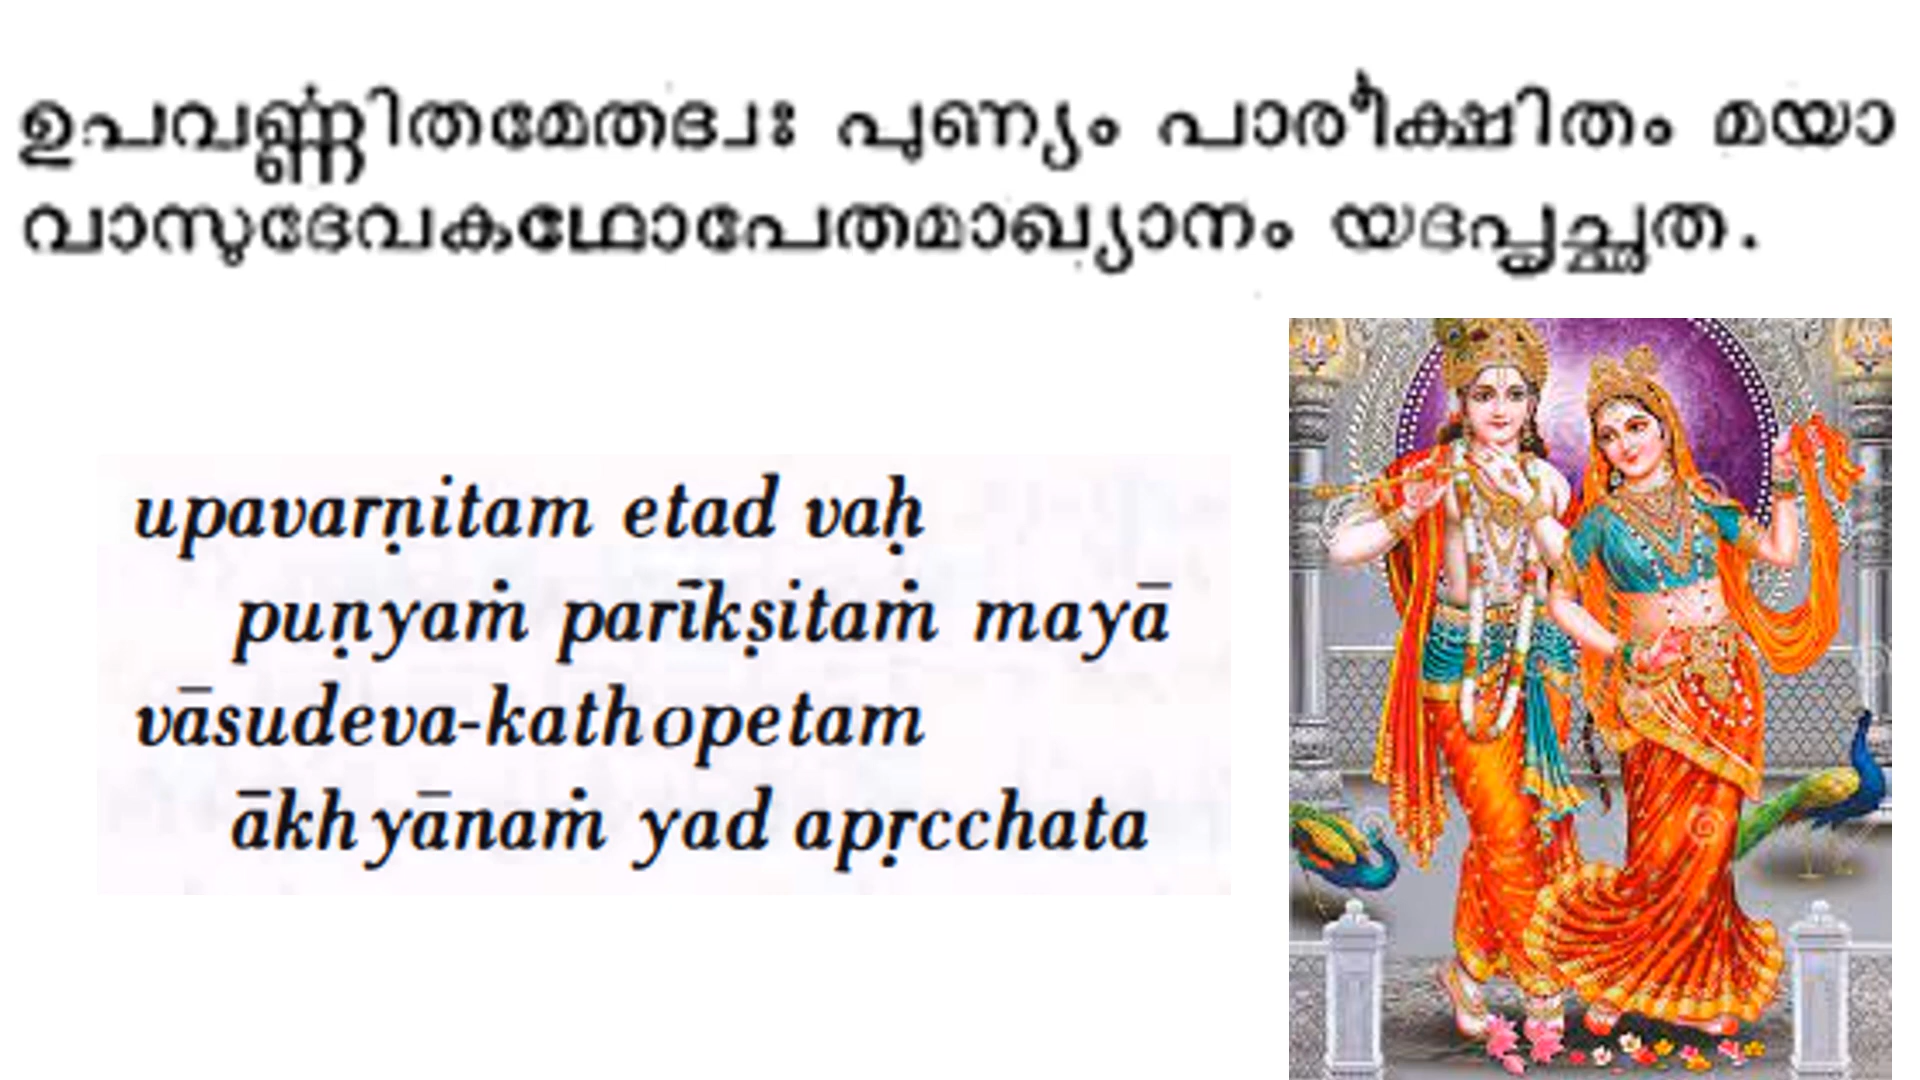 ഉപവർണ്ണിതമേതദ്വഃ പുണ്യം പാരീക്ഷിതം മയാ
വാസുദേവകഥോപേതമാഖ്യാനം യദപൃച്ഛത.
upavarṇitam etad vaḥ
puṇyaṁ parīkṣitaṁ mayā
vāsudeva-kathopetam
ākhyānaṁ yad apṛcchata